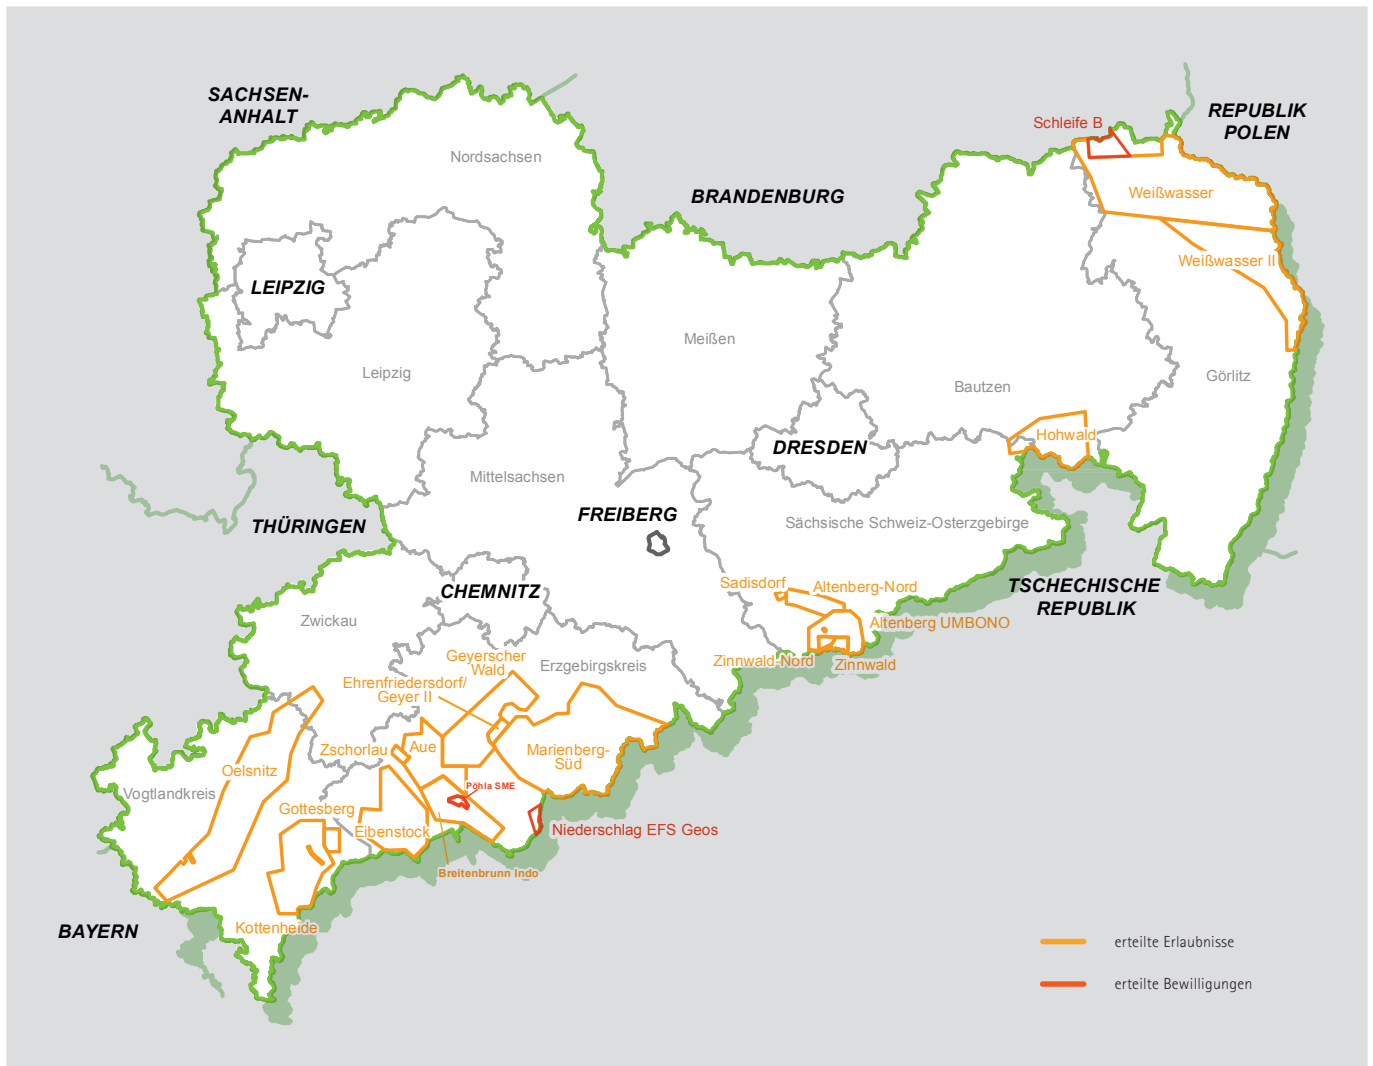 SACHSEN-
ANHALT
REPUBLIK
POLEN
Schleife B
Nordsachsen
BRANDENBURG
Weißwasser
Weißwasser II
LEIPZIG
Meißen
Leipzig
Görlitz
Bautzen
Hohwald
DRESDEN
Mittelsachsen
THÜRINGEN
FREIBERG
Sächsische Schweiz-Osterzgebirge
CHEMNITZ
Sadisdorf
Altenberg-Nord
TSCHECHISCHE
REPUBLIK
Zwickau
Altenberg UMBONO
Geyerscher
Wald
Erzgebirgskreis
Zinnwald-Nord
Zinnwald
Ehrenfriedersdorf/
Geyer II
Zschorlau
Aue
Marienberg-
Süd
Oelsnitz
Pöhla SME
Vogtlandkreis
Gottesberg
Eibenstock
Niederschlag EFS Geos
Breitenbrunn Indo
Kottenheide
BAYERN
erteilte Erlaubnisse
erteilte Bewilligungen